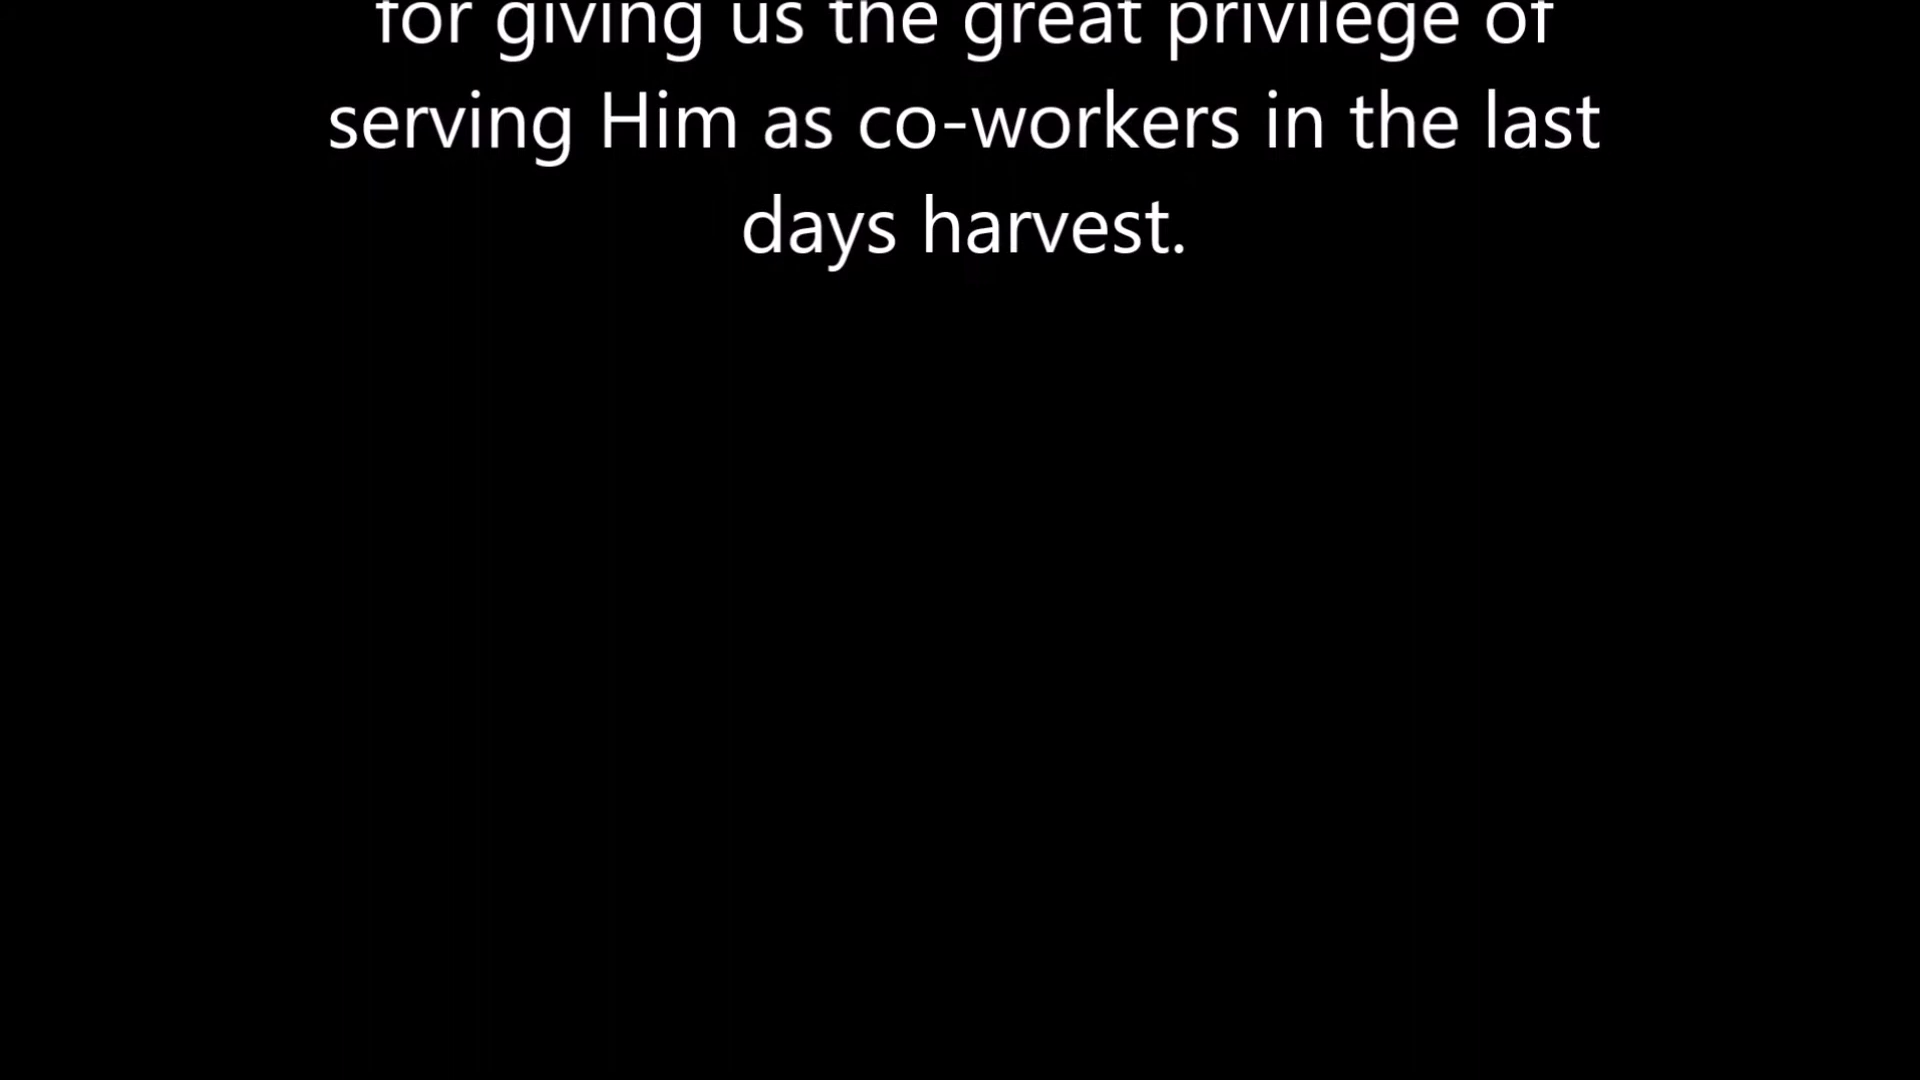 for giving us the great privilege of
serving Him as co-workers in the last
days harvest.